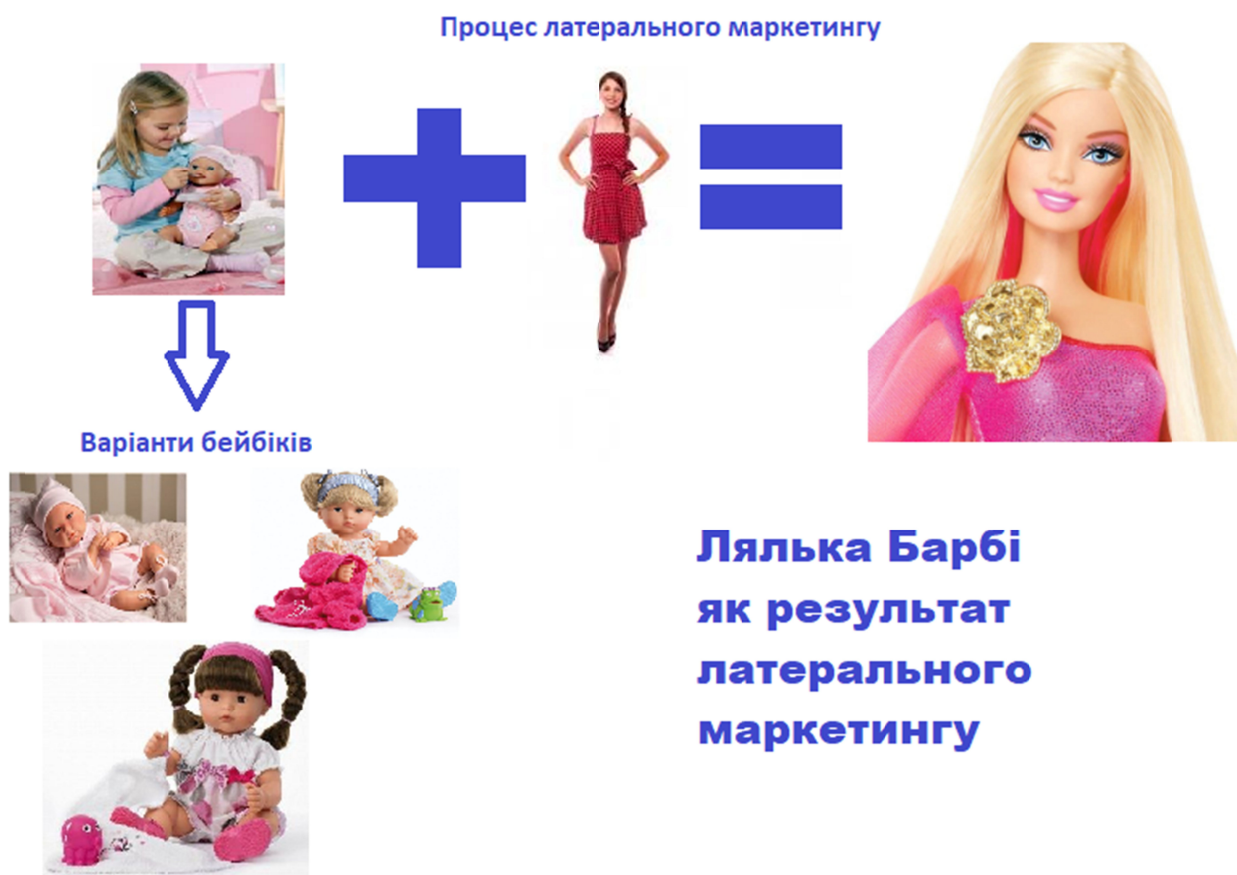 Процес латерального маркетингу
Варіанти бейбіків
Лялька Барбі
як результат
латерального
маркетингу